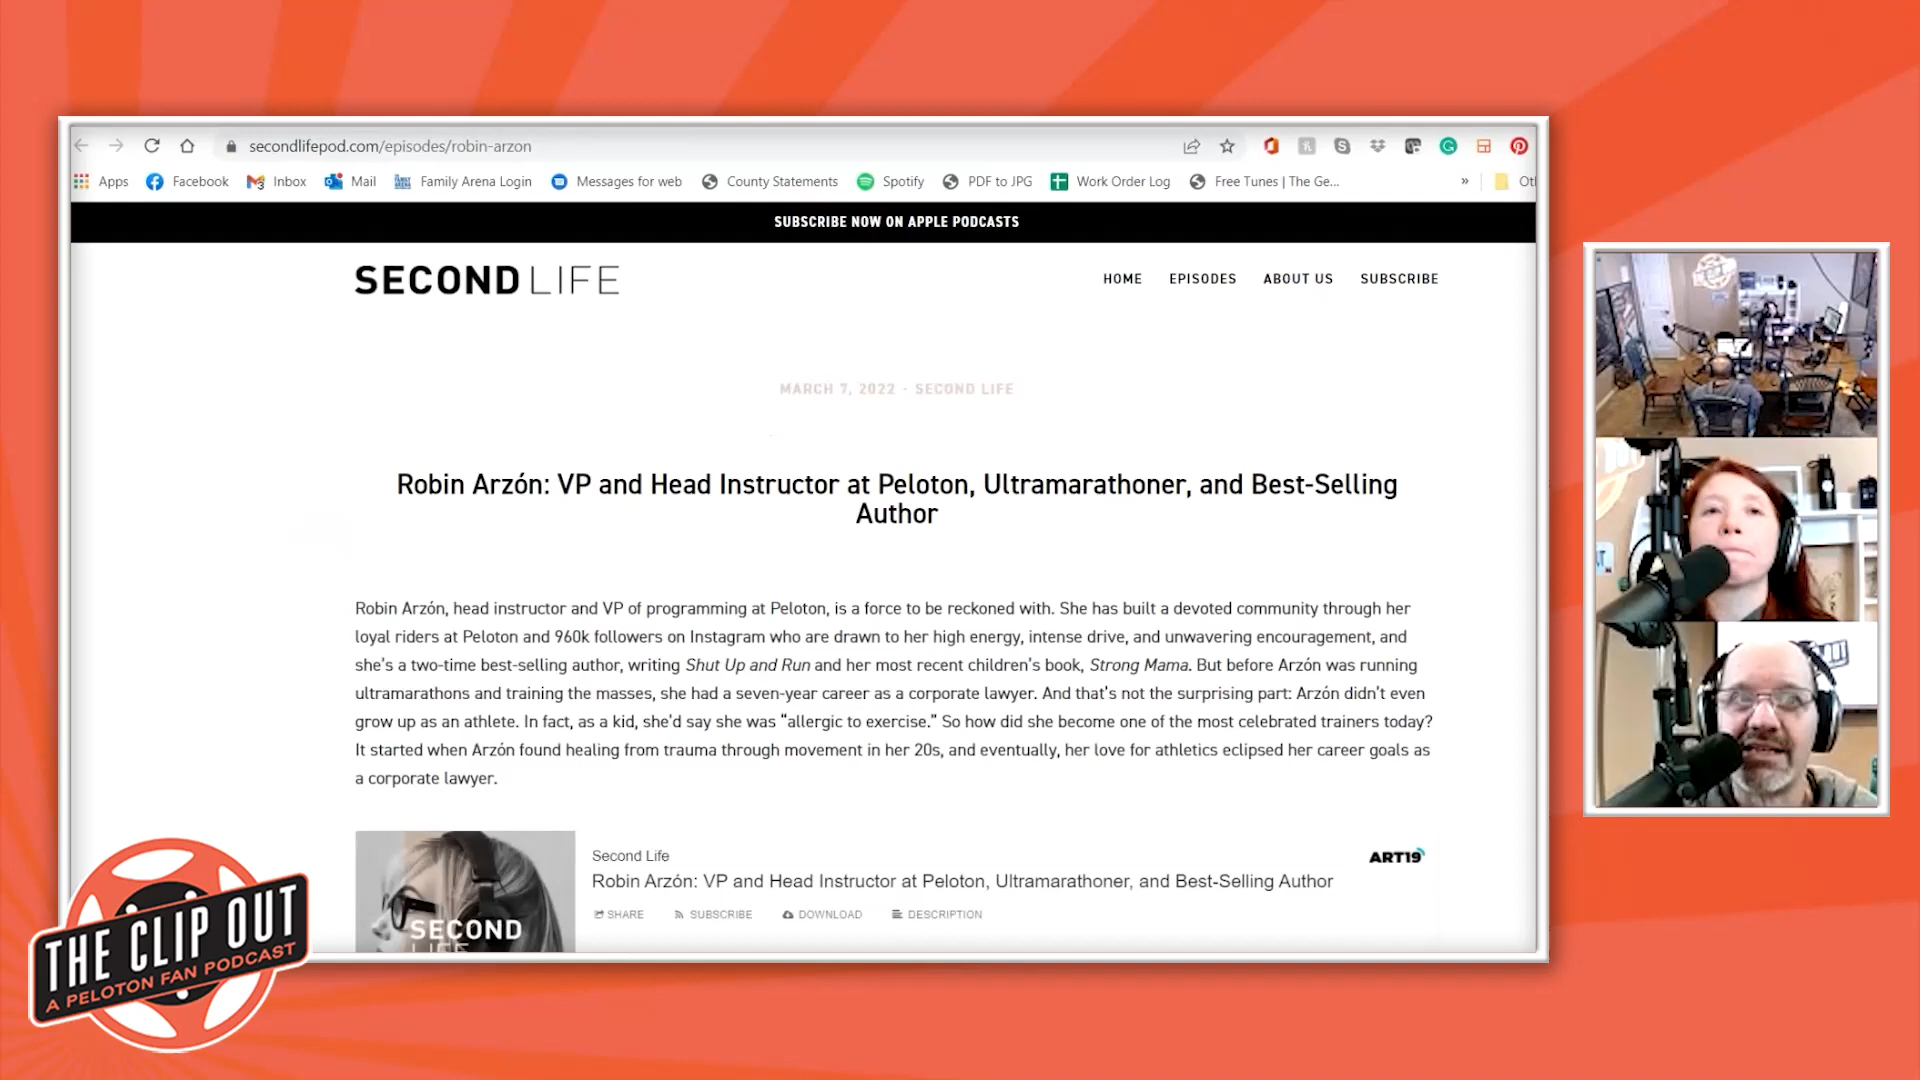 secondlifepod.com/episodes/robin-arzon
Apps Facebook Inbox Mail Family Arena Login Messages for web County Statements Spotify PDF to JPG Work Order Log Free Tunes | The Ge... » Ot
SUBSCRIBE NOW ON APPLE PODCASTS
SECOND LIFE
HOME EPISODES ABOUT US SUBSCRIBE
MARCH 7, 2022 - SECOND LIFE
Robin Arzón: VP and Head Instructor at Peloton, Ultramarathoner, and Best-Selling
Author
Robin Arzón, head instructor and VP of programming at Peloton, is a force to be reckoned with. She has built a devoted community through her
loyal riders at Peloton and 960k followers on Instagram who are drawn to her high energy, intense drive, and unwavering encouragement, and
she's a two-time best-selling author, writing Shut Up and Run and her most recent children's book, Strong Mama. But before Arzón was running
ultramarathons and training the masses, she had a seven-year career as a corporate lawyer. And that's not the surprising part: Arzón didn't even
grow up as an athlete. In fact, as a kid, she'd say she was “allergic to exercise.” So how did she become one of the most celebrated trainers today?
It started when Arzón found healing from trauma through movement in her 20s, and eventually, her love for athletics eclipsed her career goals as
a corporate lawyer.
Second Life
ART19
Robin Arzón: VP and Head Instructor at Peloton, Ultramarathoner, and Best-Selling Author
SHARE SUBSCRIBE DOWNLOAD DESCRIPTION
SECOND
LIFE
THE CLIP OUT
A PELOTON FAN PODCAST